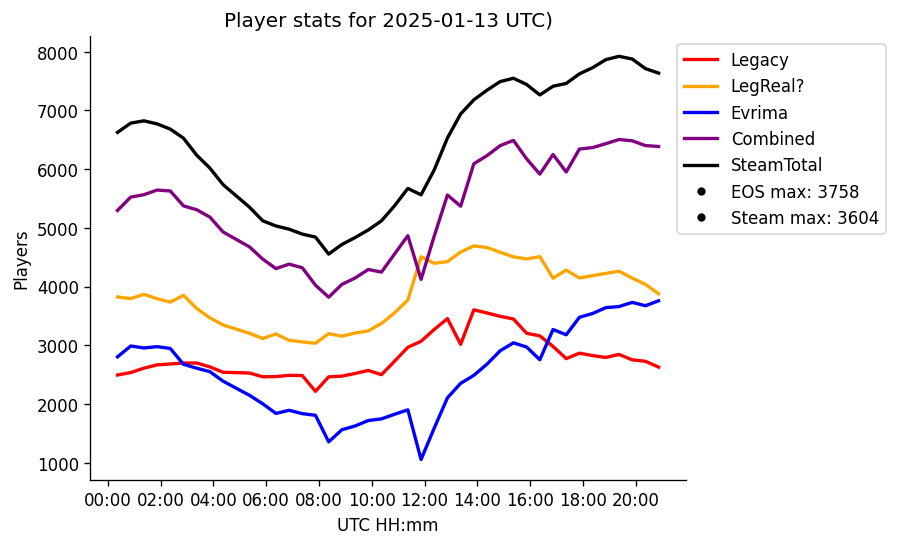 Player stats for 2025-01-13 UTC)
8000
7000
6000
5000
4000
3000
2000
1000
Players
00:00 02:00 04:00 06:00 08:00 10:00 12:00 14:00 16:00 18:00 20:00
UTC HH:mm
Legacy
LegReal?
Evrima
Combined
SteamTotal
EOS max: 3758
Steam max: 3604